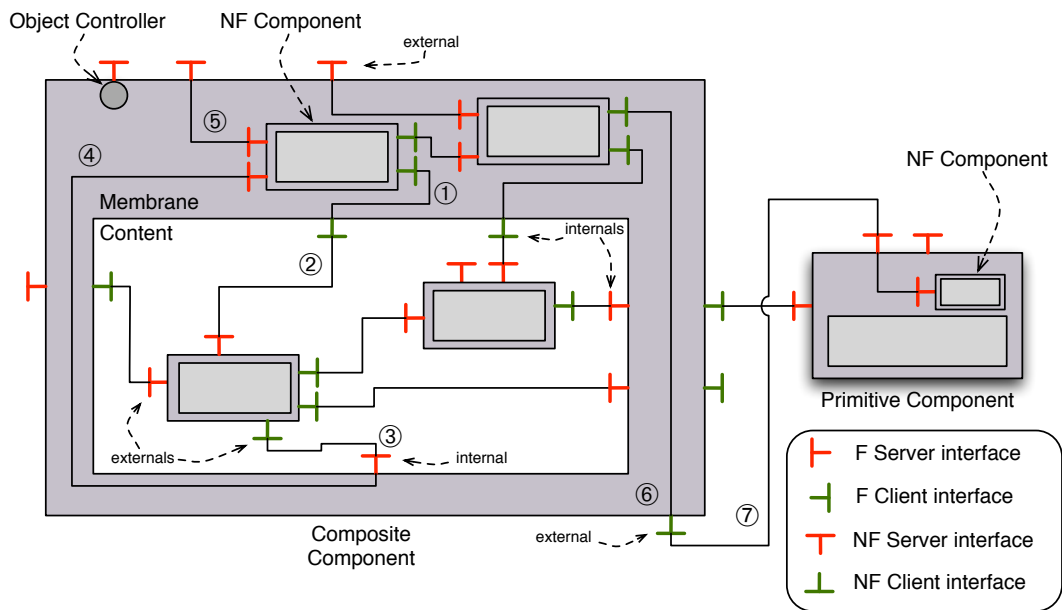 Object Controller
NF Component
external
⑤
④
NF Component
①
Membrane
Content
internals
②
Primitive Component
③
externals
internal
⑥
⑦
external
Composite
Component
F Server interface
F Client interface
NF Server interface
NF Client interface